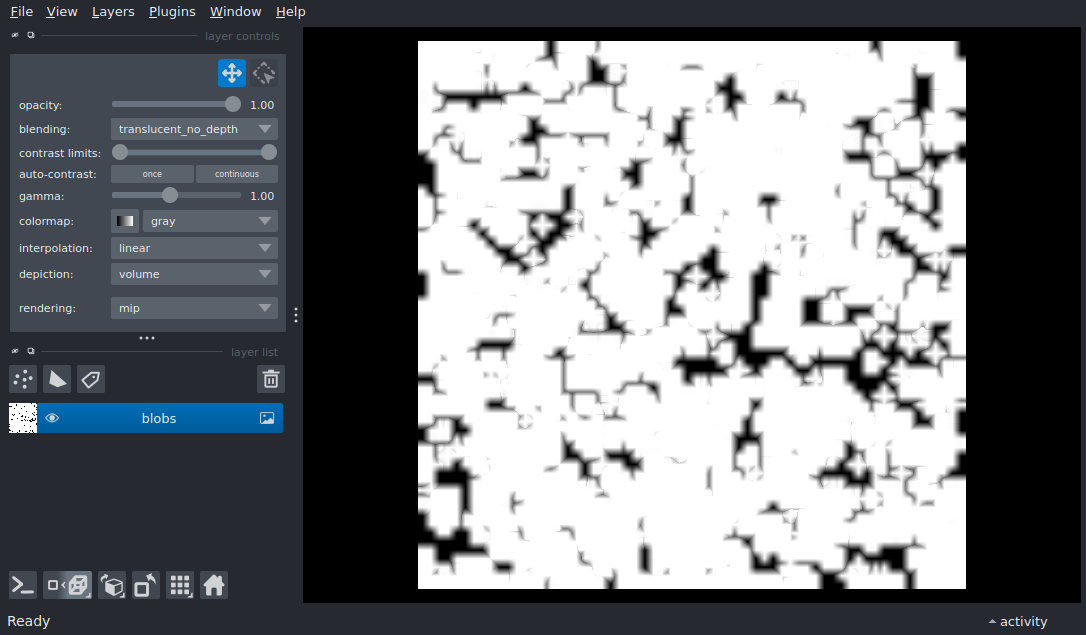 File View Layers Plugins Window Help
layer controls
opacity: 1.00
blending: translucent_no_depth
contrast limits:
auto-contrast: once continuous
gamma: 1.00
colormap: gray
interpolation: linear
depiction: volume
rendering: mip
layer list
blobs
Ready activity